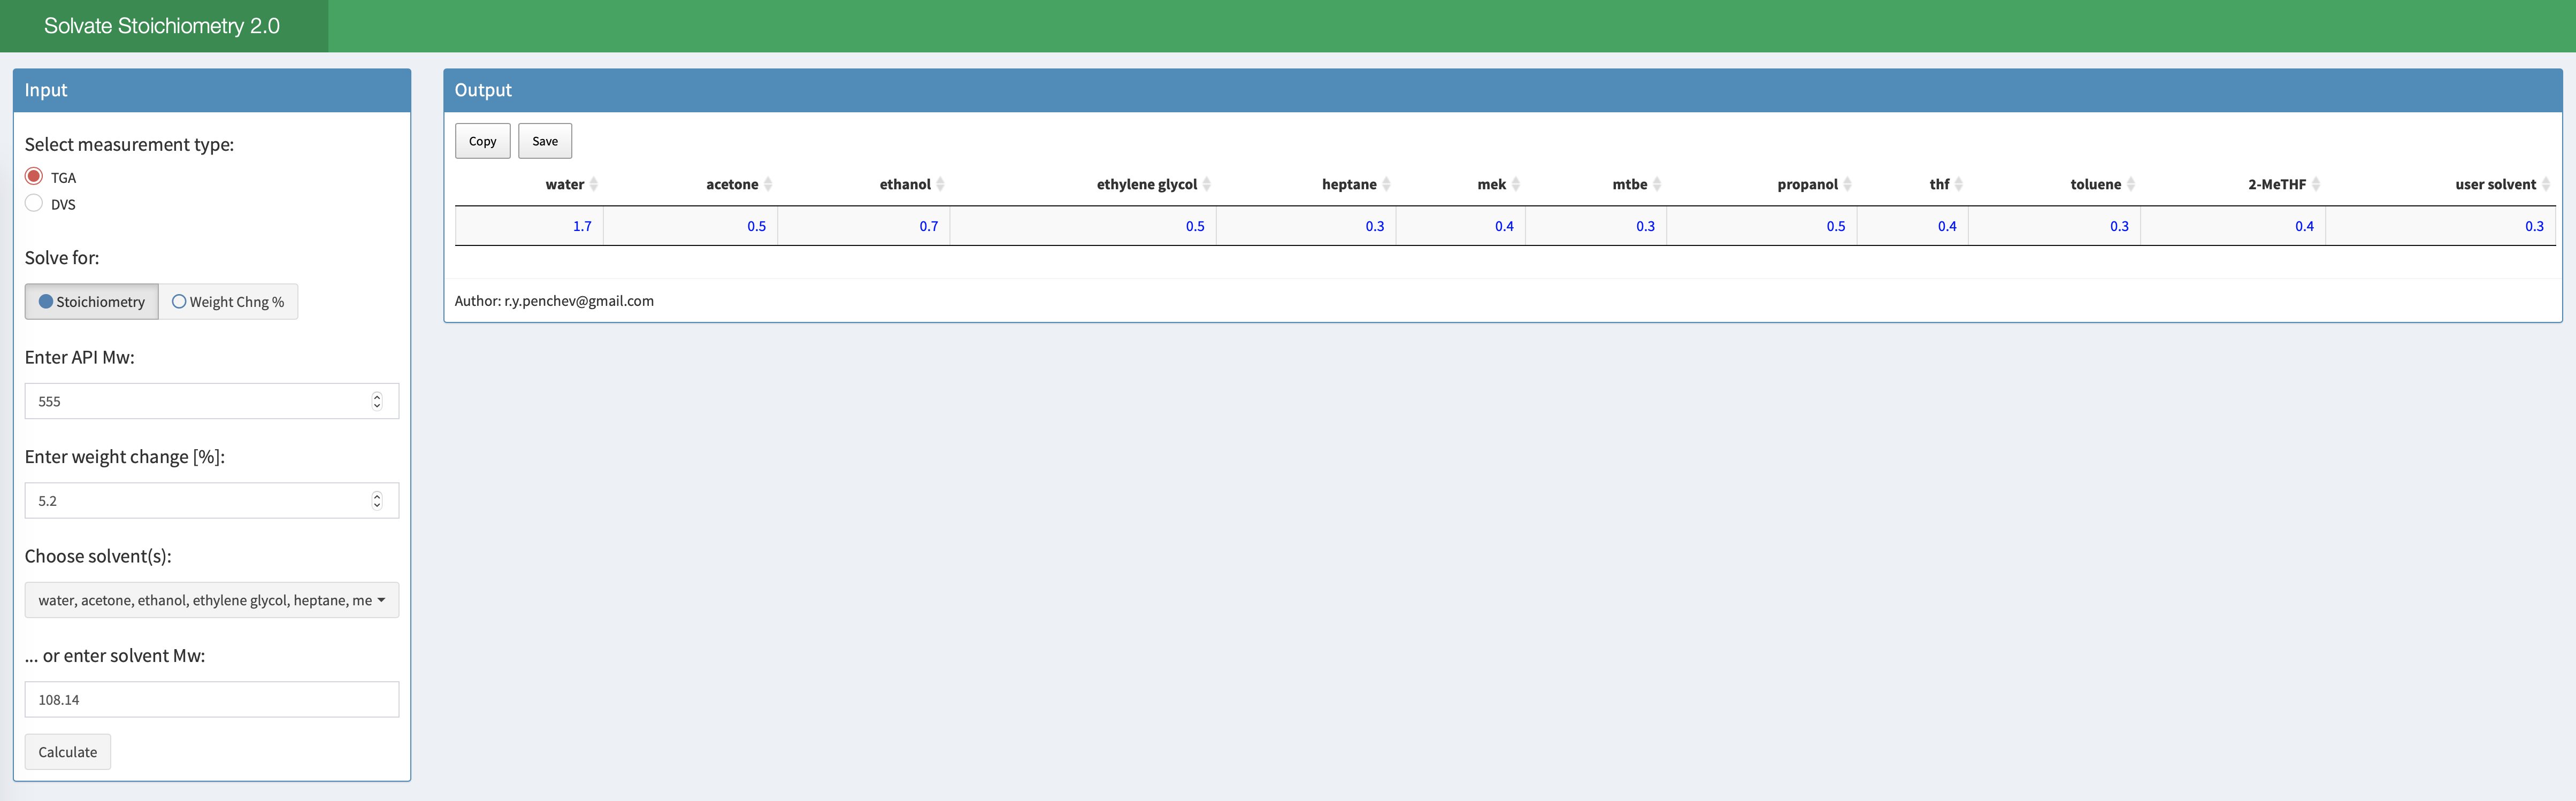 Solvate Stoichiometry 2.0
Input
Select measurement type:
TGA
DVS
Solve for:
Stoichiometry Weight Chng %
Enter API Mw:
555
Enter weight change [%]:
5.2
Choose solvent(s):
water, acetone, ethanol, ethylene glycol, heptane, me
... or enter solvent Mw:
108.14
Calculate
Output
Copy Save
water acetone ethanol ethylene glycol heptane mek mtbe propanol thf toluene 2-MeTHF user solvent
1.7 0.5 0.7 0.5 0.3 0.4 0.3 0.5 0.4 0.3 0.4 0.3
Author: r.y.penchev@gmail.com